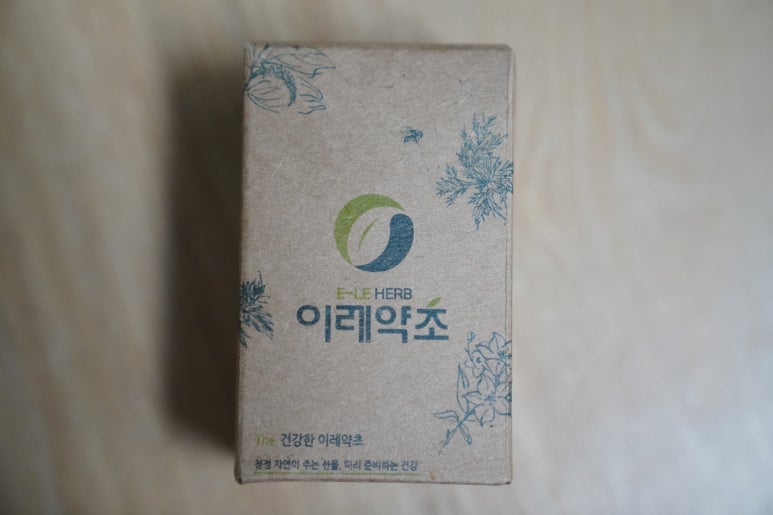 E-LE HERB
이레약초
The 건강한 이레약초
청정 자연이 주는 선물, 미리 준비하는 건강